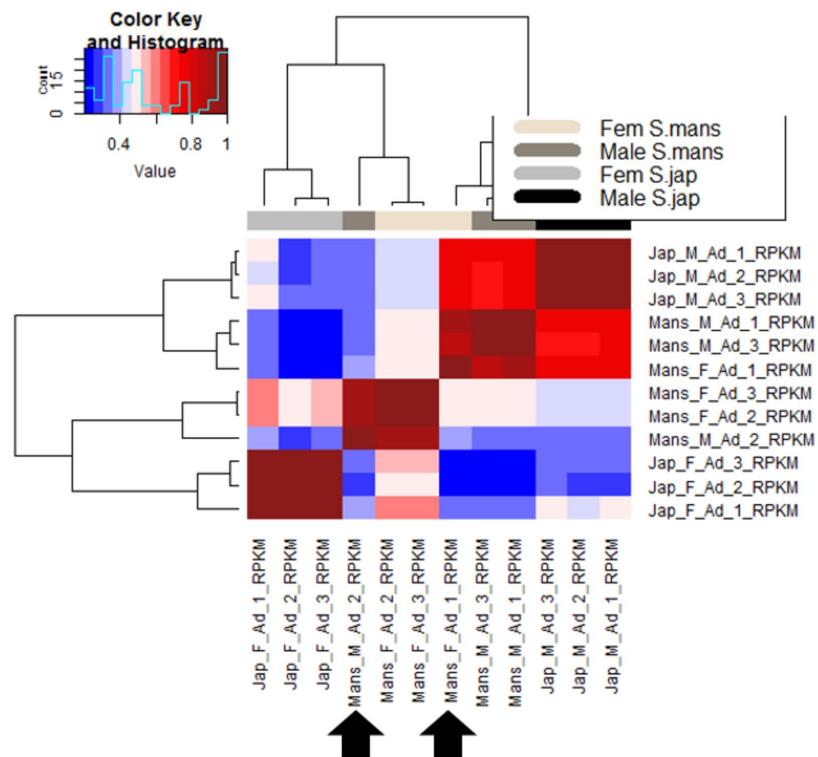 Color Key
and Histogram
Count
0 15
0.4 0.8 1
Value
Fem S.mans
Male S.mans
Fem S.jap
Male S.jap
Jap_M_Ad_1_RPKM
Jap_M_Ad_2_RPKM
Jap_M_Ad_3_RPKM
Mans_M_Ad_1_RPKM
Mans_M_Ad_3_RPKM
Mans_F_Ad_1_RPKM
Mans_F_Ad_3_RPKM
Mans_F_Ad_2_RPKM
Mans_M_Ad_2_RPKM
Jap_F_Ad_3_RPKM
Jap_F_Ad_2_RPKM
Jap_F_Ad_1_RPKM
Jap_F_Ad_1_RPKM
Jap_F_Ad_2_RPKM
Jap_F_Ad_3_RPKM
Mans_M_Ad_2_RPKM
Mans_F_Ad_2_RPKM
Mans_F_Ad_3_RPKM
Mans_F_Ad_1_RPKM
Mans_M_Ad_3_RPKM
Mans_M_Ad_1_RPKM
Jap_M_Ad_3_RPKM
Jap_M_Ad_2_RPKM
Jap_M_Ad_1_RPKM